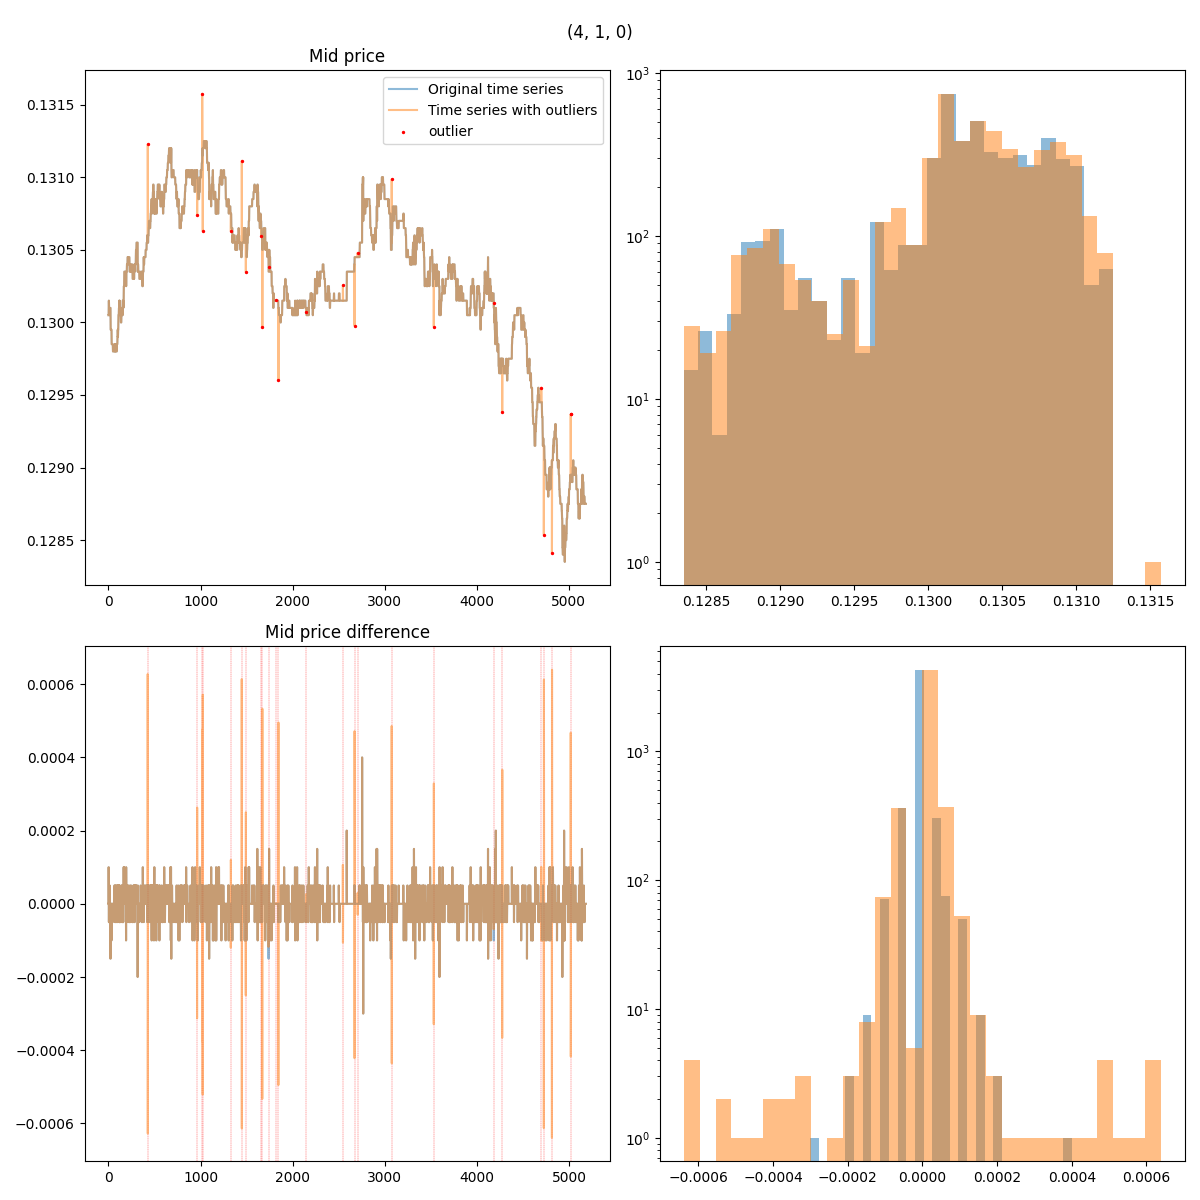 (4, 1, 0)
Mid price
Original time series
Time series with outliers
outlier
0.1315
0.1310
0.1305
0.1300
0.1295
0.1290
0.1285
0 1000 2000 3000 4000 5000
10³
10²
10¹
10⁰
0.1285 0.1290 0.1295 0.1300 0.1305 0.1310 0.1315
Mid price difference
0.0006
0.0004
0.0002
0.0000
−0.0002
−0.0004
−0.0006
0 1000 2000 3000 4000 5000
10³
10²
10¹
10⁰
−0.0006 −0.0004 −0.0002 0.0000 0.0002 0.0004 0.0006